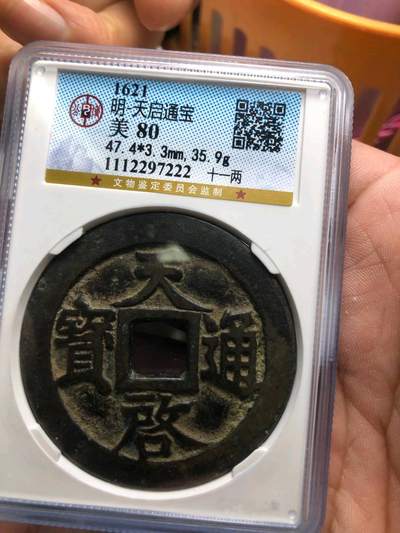 1621
明·天启通宝
美 80
47.4*3.3mm,35.9g
1112297222 十一两
★ 文物鉴定委员会监制 ★
天
寶 通
啓